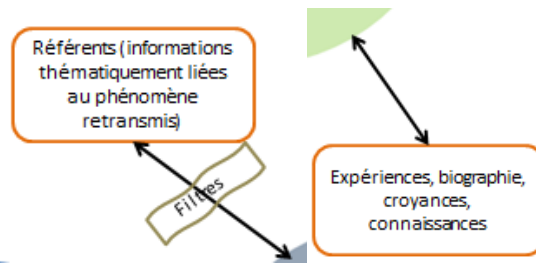 Référents (informations
thématiquement liées
au phénomène
retransmis)
Filtres
Expériences, biographie,
croyances,
connaissances